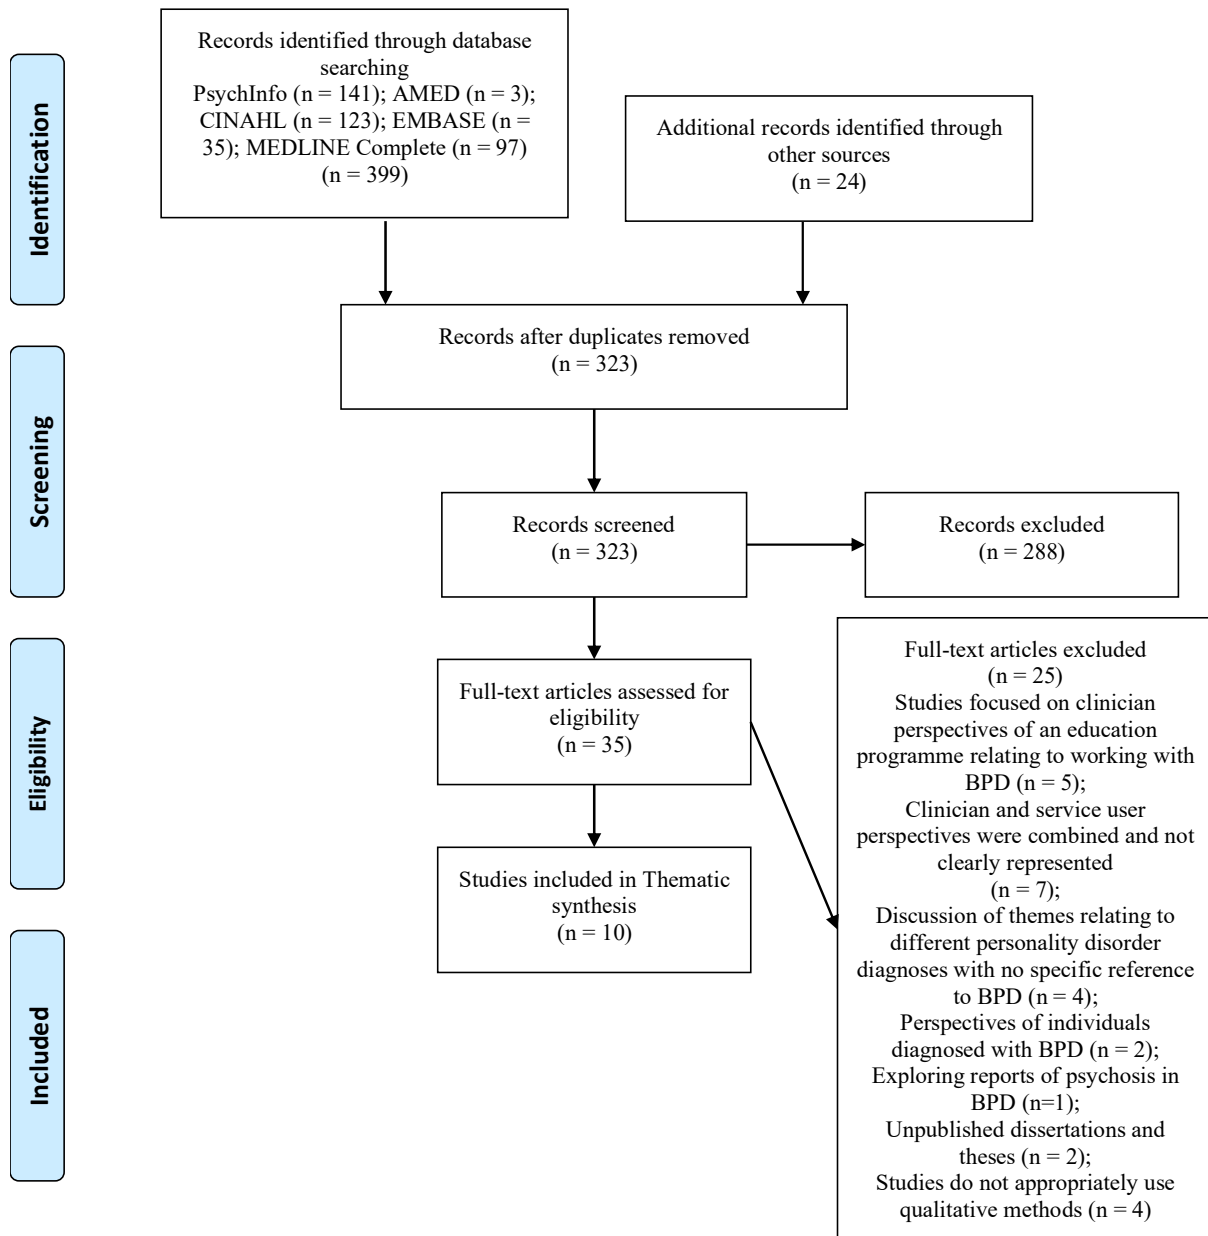 Identification
Records identified through database
searching
PsychInfo (n = 141); AMED (n = 3);
CINAHL (n = 123); EMBASE (n =
35); MEDLINE Complete (n = 97)
(n = 399)
Additional records identified through
other sources
(n = 24)
Records after duplicates removed
(n = 323)
Screening
Records screened
(n = 323)
Records excluded
(n = 288)
Eligibility
Full-text articles assessed for
eligibility
(n = 35)
Full-text articles excluded
(n = 25)
Studies focused on clinician
perspectives of an education
programme relating to working with
BPD (n = 5);
Clinician and service user
perspectives were combined and not
clearly represented
(n = 7);
Discussion of themes relating to
different personality disorder
diagnoses with no specific reference
to BPD (n = 4);
Perspectives of individuals
diagnosed with BPD (n = 2);
Exploring reports of psychosis in
BPD (n=1);
Unpublished dissertations and
theses (n = 2);
Studies do not appropriately use
qualitative methods (n = 4)
Included
Studies included in Thematic
synthesis
(n = 10)